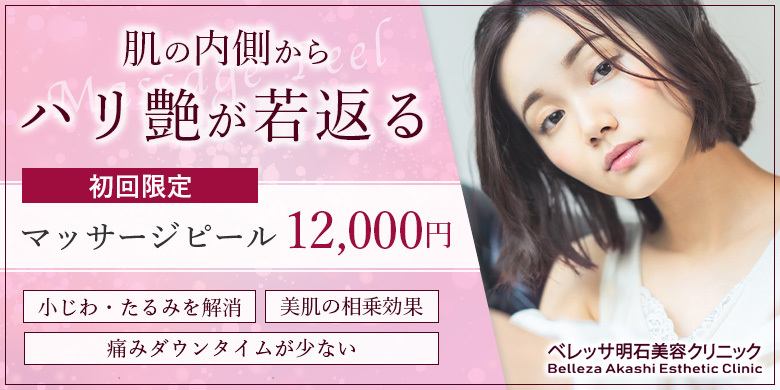 Massage Peel
肌の内側から
ハリ艶が若返る
初回限定
マッサージピール 12,000円
小じわ・たるみを解消
美肌の相乗効果
痛みダウンタイムが少ない
ベレッサ明石美容クリニック
Belleza Akashi Esthetic Clinic